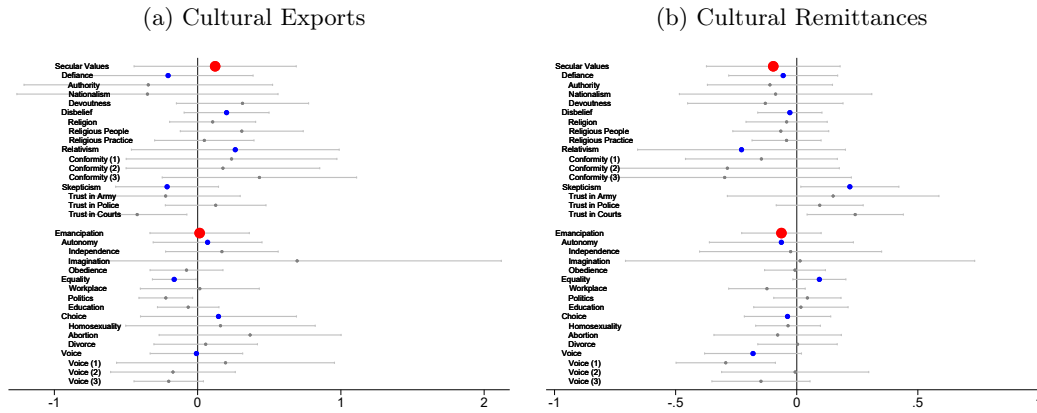 (a) Cultural Exports
Secular Values
Defiance
Authority
Nationalism
Devoutness
Disbelief
Religion
Religious People
Religious Practice
Relativism
Conformity (1)
Conformity (2)
Conformity (3)
Skepticism
Trust in Army
Trust in Police
Trust in Courts
Emancipation
Autonomy
Independence
Imagination
Obedience
Equality
Workplace
Politics
Education
Choice
Homosexuality
Abortion
Divorce
Voice
Voice (1)
Voice (2)
Voice (3)
-1 0 1 2
(b) Cultural Remittances
Secular Values
Defiance
Authority
Nationalism
Devoutness
Disbelief
Religion
Religious People
Religious Practice
Relativism
Conformity (1)
Conformity (2)
Conformity (3)
Skepticism
Trust in Army
Trust in Police
Trust in Courts
Emancipation
Autonomy
Independence
Imagination
Obedience
Equality
Workplace
Politics
Education
Choice
Homosexuality
Abortion
Divorce
Voice
Voice (1)
Voice (2)
Voice (3)
-1 -.5 0 .5